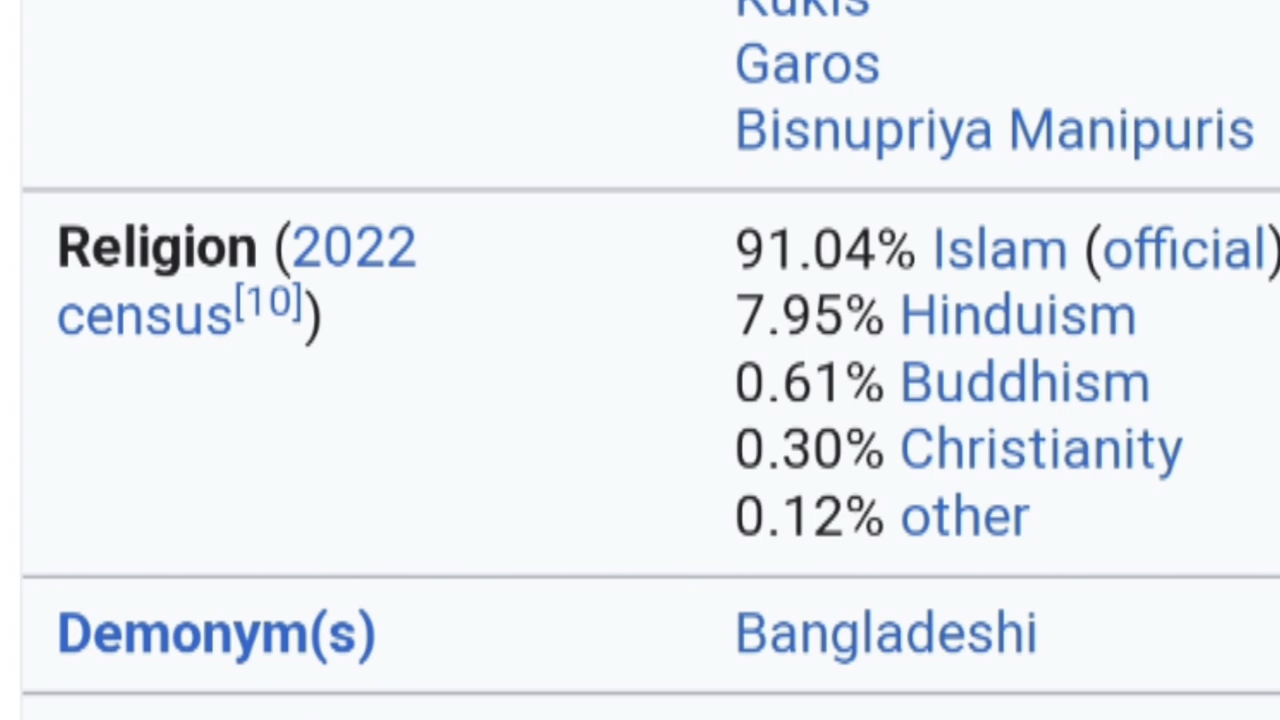 Kukis
Garos
Bisnupriya Manipuris
Religion (2022
census[10])
91.04% Islam (official)
7.95% Hinduism
0.61% Buddhism
0.30% Christianity
0.12% other
Demonym(s)
Bangladeshi